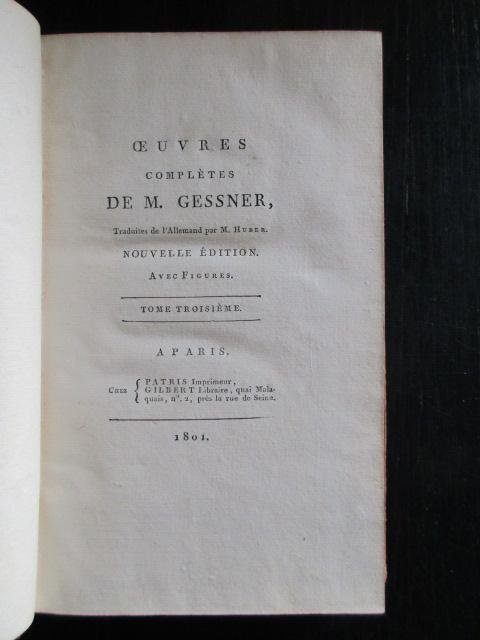 ŒUVRES
COMPLÈTES
DE M. GESSNER,
Traduites de l'Allemand par M. HUBER.
NOUVELLE ÉDITION.
AVEC FIGURES.
TOME TROISIÈME.
A PARIS,
CHEZ { PATRIS Imprimeur,
GILBERT Libraire, quai Mala-
quais, n°. 2, près la rue de Seine.
1801.